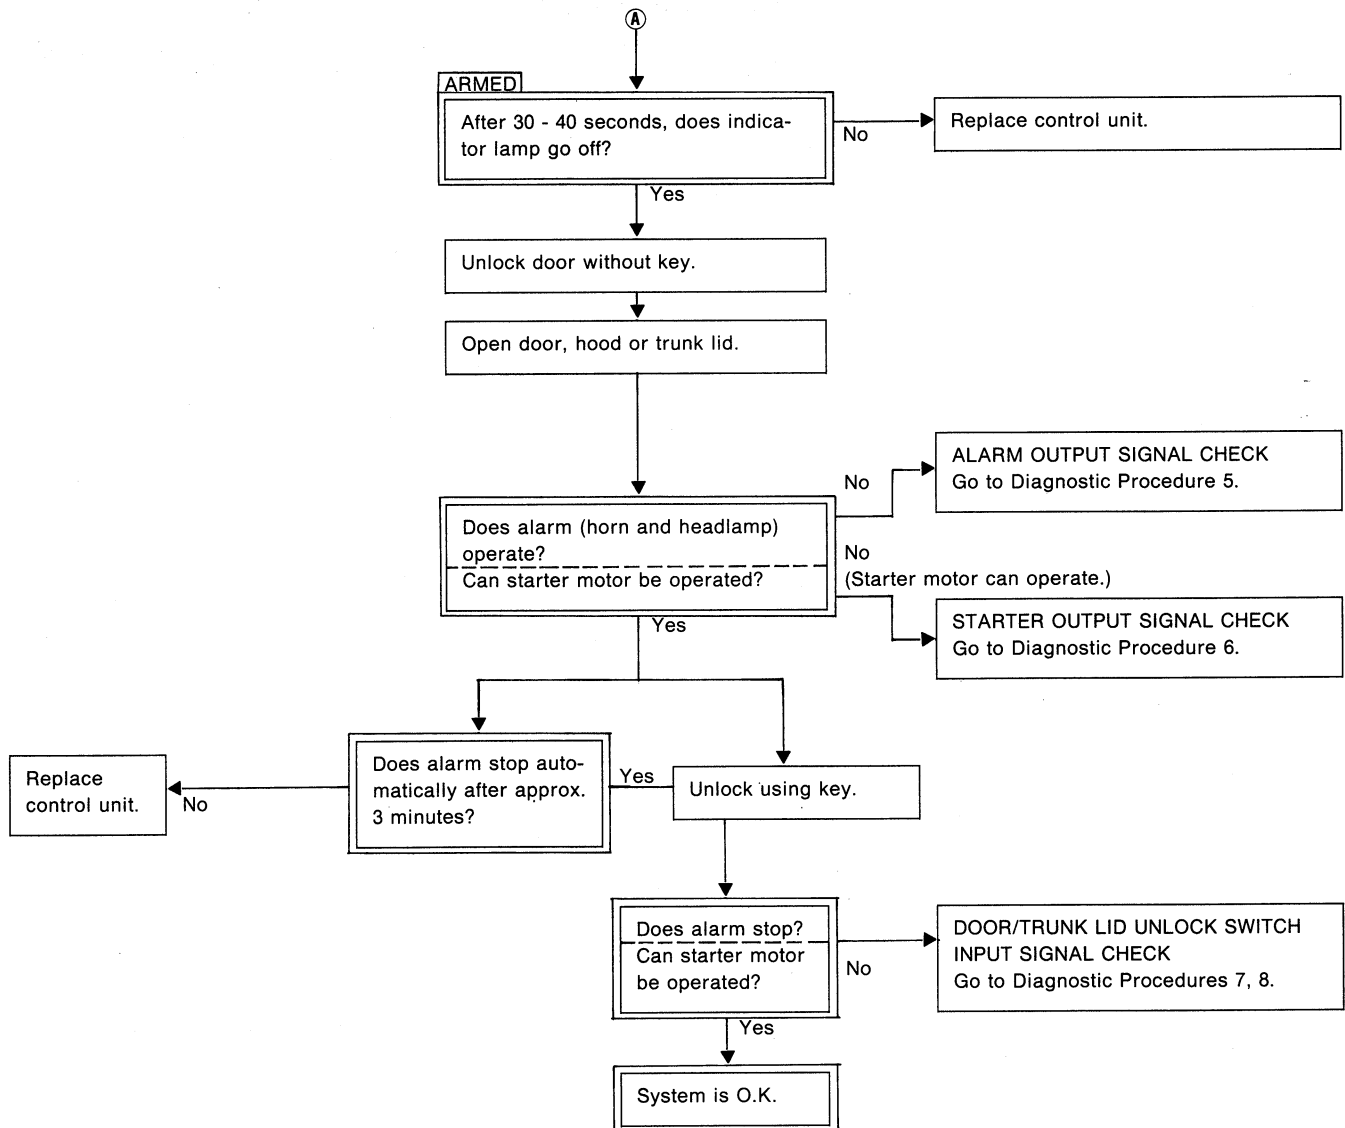 A
ARMED
After 30 - 40 seconds, does indica-
tor lamp go off?
No
Replace control unit.
Yes
Unlock door without key.
Open door, hood or trunk lid.
Does alarm (horn and headlamp)
operate?
Can starter motor be operated?
No
ALARM OUTPUT SIGNAL CHECK
Go to Diagnostic Procedure 5.
No
(Starter motor can operate.)
STARTER OUTPUT SIGNAL CHECK
Go to Diagnostic Procedure 6.
Yes
Does alarm stop auto-
matically after approx.
3 minutes?
No
Replace
control unit.
Yes
Unlock using key.
Does alarm stop?
Can starter motor
be operated?
No
DOOR/TRUNK LID UNLOCK SWITCH
INPUT SIGNAL CHECK
Go to Diagnostic Procedures 7, 8.
Yes
System is O.K.